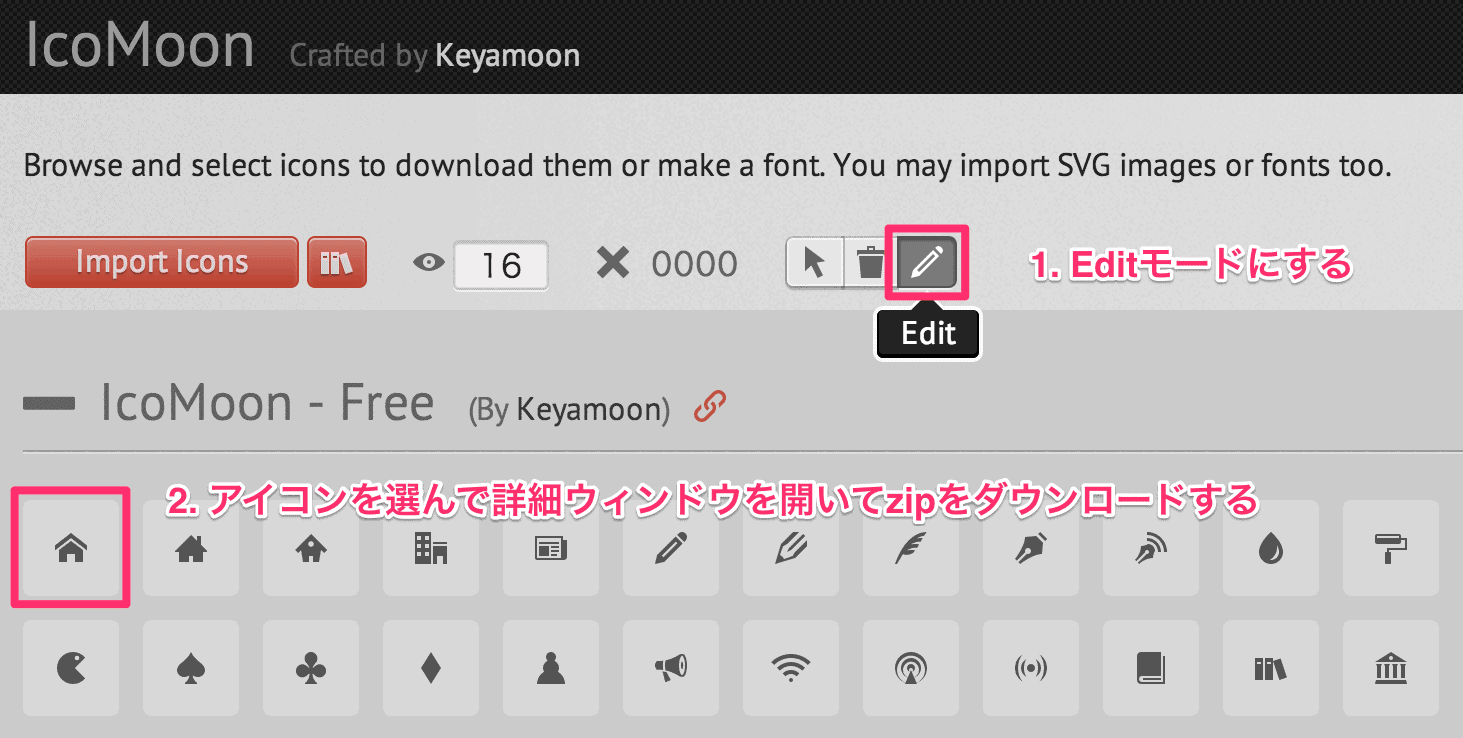 IcoMoon Crafted by Keyamoon
Browse and select icons to download them or make a font. You may import SVG images or fonts too.
Import Icons 16 0000 1. Editモードにする
Edit
IcoMoon - Free (By Keyamoon)
2. アイコンを選んで詳細ウィンドウを開いてzipをダウンロードする